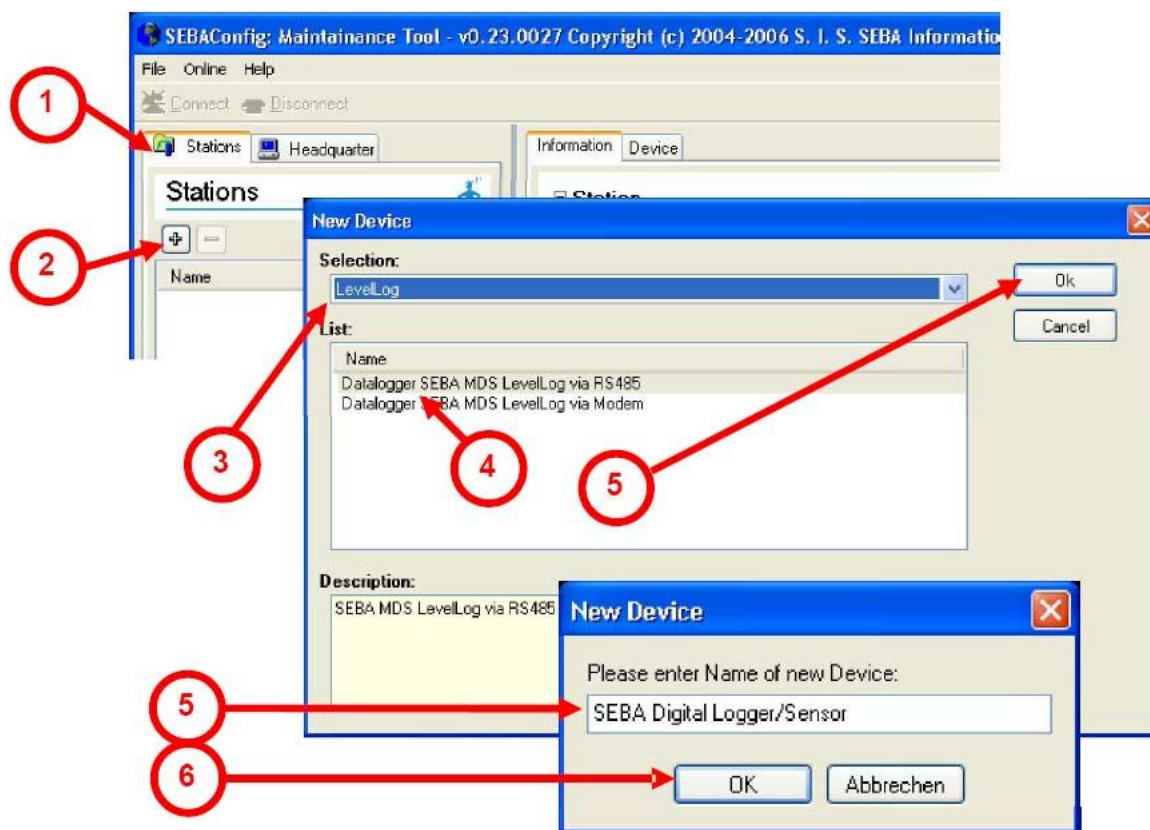 SEBAConfig: Maintainance Tool - v0.23.0027 Copyright (c) 2004-2006 S. I. S. SEBA Informatio
File Online Help
Connect Disconnect
1
Stations Headquarter
Information Device
Stations
Station
2
Name
New Device
Selection:
LevelLog
Ok
Cancel
List:
Name
Datalogger SEBA MDS LevelLog via RS485
Datalogger SEBA MDS LevelLog via Modem
3
4
5
Description:
SEBA MDS LevelLog via RS485
New Device
Please enter Name of new Device:
5
SEBA Digital Logger/Sensor
6
OK Abbrechen